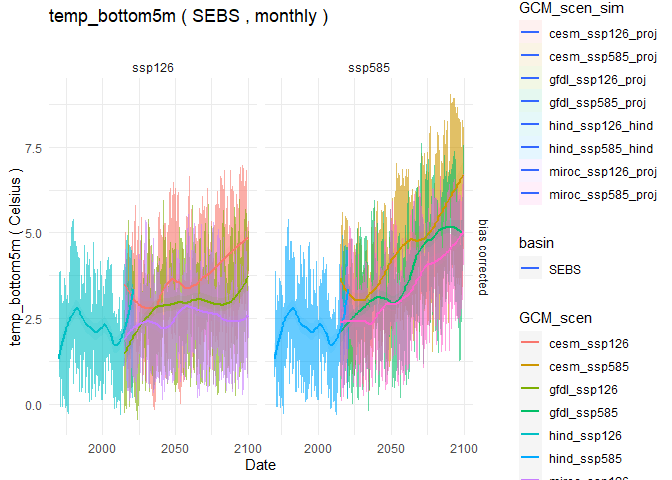 temp_bottom5m ( SEBS , monthly )
ssp126
ssp585
7.5
5.0
2.5
0.0
temp_bottom5m ( Celsius )
bias corrected
2000
2050
2100
2000
2050
2100
Date
GCM_scen_sim
cesm_ssp126_proj
cesm_ssp585_proj
gfdl_ssp126_proj
gfdl_ssp585_proj
hind_ssp126_hind
hind_ssp585_hind
miroc_ssp126_proj
miroc_ssp585_proj
basin
SEBS
GCM_scen
cesm_ssp126
cesm_ssp585
gfdl_ssp126
gfdl_ssp585
hind_ssp126
hind_ssp585